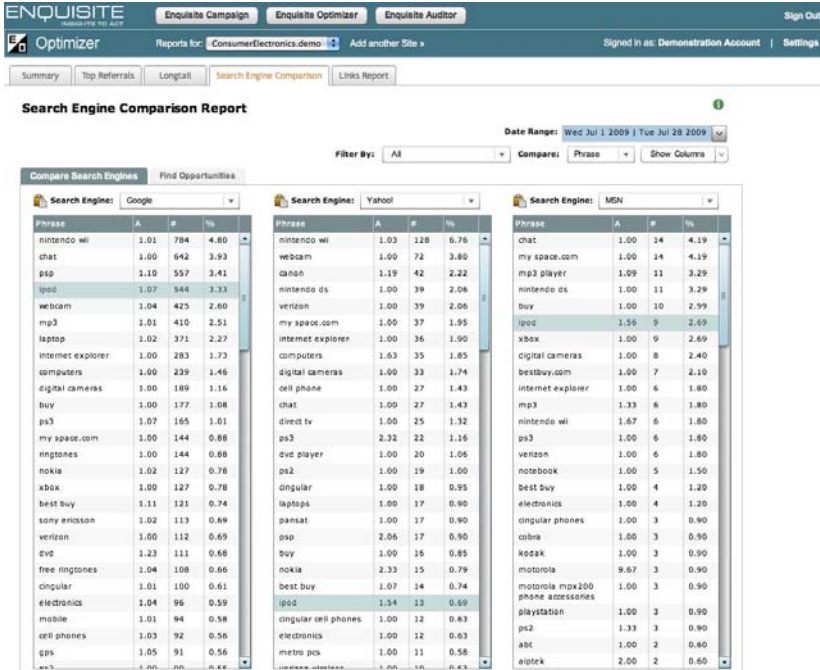 ENQUISITE
INSIGHTS TO ACT
Enquisite Campaign Enquisite Optimizer Enquisite Auditor Sign Out
Optimizer Reports for: ConsumerElectronics.demo Add another Site » Signed in as: Demonstration Account | Settings
Summary Top Referrals Longtail Search Engine Comparison Links Report
Search Engine Comparison Report
Date Range: Wed Jul 1 2009 | Tue Jul 28 2009
Filter By: All Compare: Phrase Show Columns
Compare Search Engines Find Opportunities
Search Engine: Google Search Engine: Yahoo! Search Engine: MSN
Phrase A # % Phrase A # % Phrase A # %
nintendo wii 1.01 784 4.80 nintendo wii 1.03 128 6.76 chat 1.00 14 4.19
chat 1.00 642 3.93 webcam 1.00 72 3.80 my space.com 1.00 14 4.19
psp 1.10 557 3.41 canon 1.19 42 2.22 mp3 player 1.09 11 3.29
ipod 1.07 544 3.33 nintendo ds 1.00 39 2.06 nintendo ds 1.00 11 3.29
webcam 1.04 425 2.60 verizon 1.00 39 2.06 buy 1.00 10 2.99
mp3 1.01 410 2.51 my space.com 1.00 37 1.95 ipod 1.56 9 2.69
laptop 1.02 371 2.27 internet explorer 1.00 36 1.90 xbox 1.00 9 2.69
internet explorer 1.00 283 1.73 computers 1.63 35 1.85 digital cameras 1.00 8 2.40
computers 1.00 239 1.46 digital cameras 1.00 33 1.74 bestbuy.com 1.00 7 2.10
digital cameras 1.00 189 1.16 cell phone 1.00 27 1.43 internet explorer 1.00 6 1.80
buy 1.00 177 1.08 chat 1.00 27 1.43 mp3 1.33 6 1.80
ps3 1.07 165 1.01 direct tv 1.00 25 1.32 nintendo wii 1.67 6 1.80
my space.com 1.00 144 0.88 ps3 2.32 22 1.16 ps3 1.00 6 1.80
ringtones 1.00 144 0.88 dvd player 1.00 20 1.06 verizon 1.00 6 1.80
nokia 1.02 127 0.78 ps2 1.00 19 1.00 notebook 1.00 5 1.50
xbox 1.00 127 0.78 cingular 1.00 18 0.95 best buy 1.00 4 1.20
best buy 1.11 121 0.74 laptops 1.00 17 0.90 electronics 1.00 4 1.20
sony ericsson 1.02 113 0.69 pansat 1.00 17 0.90 cingular phones 1.00 3 0.90
verizon 1.00 112 0.69 psp 2.06 17 0.90 cobra 1.00 3 0.90
dvd 1.23 111 0.68 buy 1.00 16 0.85 kodak 1.00 3 0.90
free ringtones 1.04 108 0.66 nokia 2.33 15 0.79 motorola 9.67 3 0.90
cingular 1.01 100 0.61 best buy 1.07 14 0.74 motorola mpx200 phone accessories 1.00 3 0.90
electronics 1.04 96 0.59 ipod 1.54 13 0.69 playstation 1.00 3 0.90
mobile 1.01 94 0.58 cingular cell phones 1.00 12 0.63 ps2 1.33 3 0.90
cell phones 1.03 92 0.56 electronics 1.00 12 0.63 abt 1.00 2 0.60
gps 1.05 91 0.56 metro pcs 1.00 11 0.58 aiptek 2.00 2 0.60